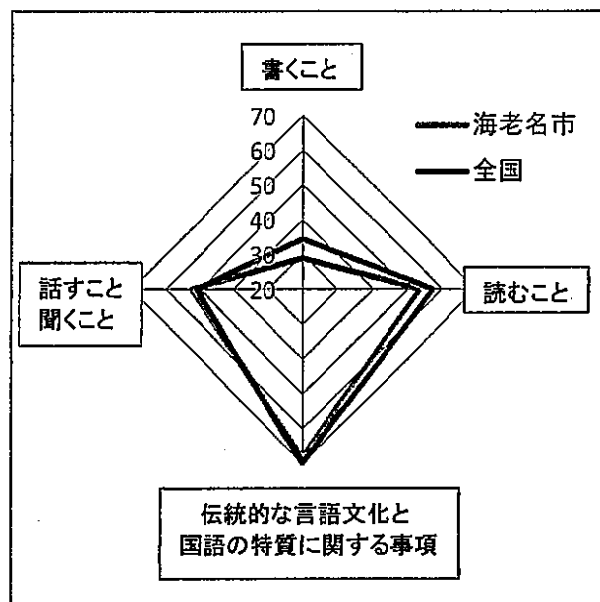 書くこと
70
60
50
40
30
20
海老名市
全国
話すこと
聞くこと
読むこと
伝統的な言語文化と
国語の特質に関する事項